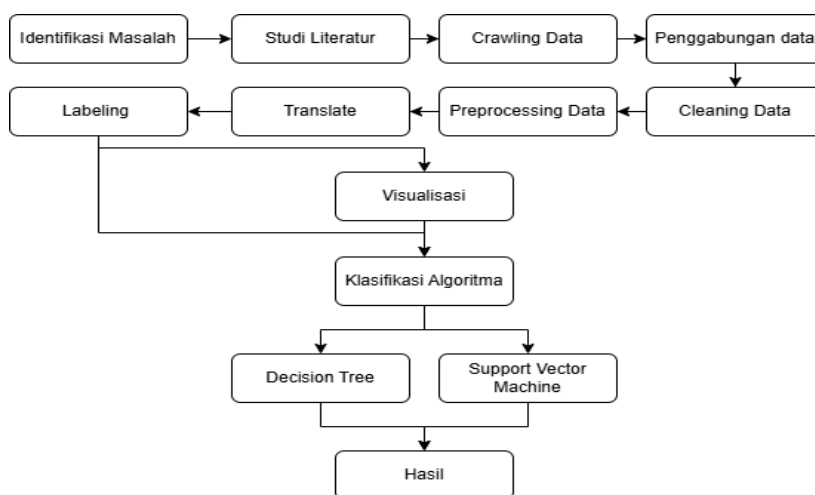 Identifikasi Masalah
Studi Literatur
Crawling Data
Penggabungan data
Labeling
Translate
Preprocessing Data
Cleaning Data
Visualisasi
Klasifikasi Algoritma
Decision Tree
Support Vector
Machine
Hasil